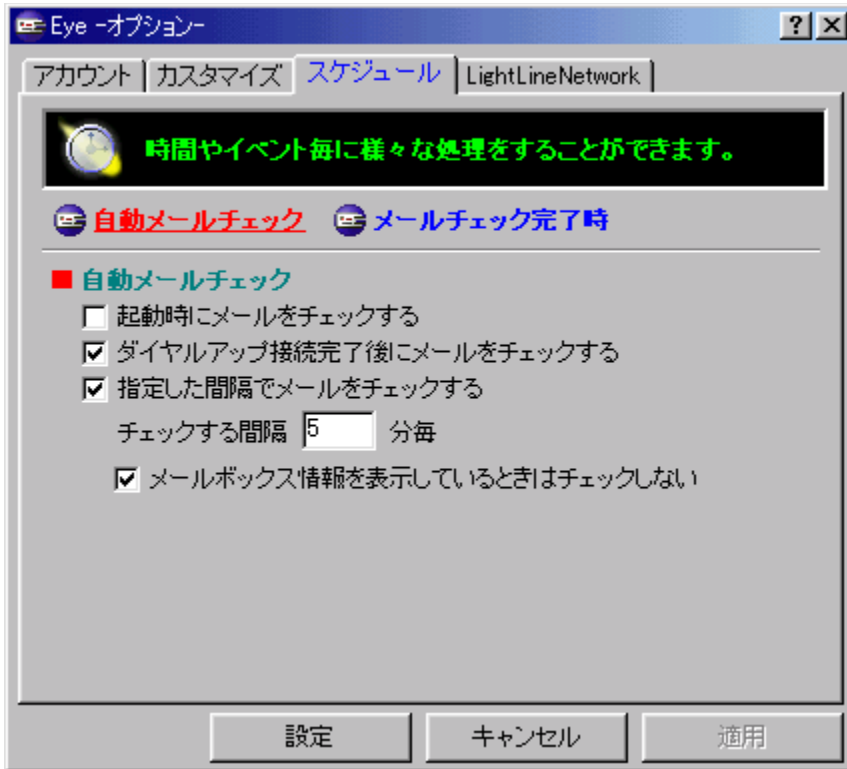 Eye -オプション-
アカウント カスタマイズ スケジュール LightLineNetwork
時間やイベント毎に様々な処理をすることができます。
自動メールチェック メールチェック完了時
自動メールチェック
起動時にメールをチェックする
ダイヤルアップ接続完了後にメールをチェックする
指定した間隔でメールをチェックする
チェックする間隔 5 分毎
メールボックス情報を表示しているときはチェックしない
設定 キャンセル 適用